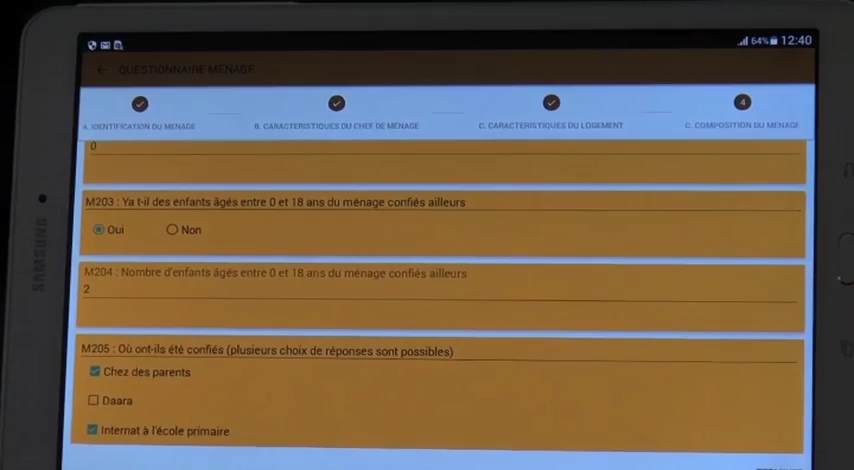 64% 12:40
QUESTIONNAIRE MENAGE
4
A. IDENTIFICATION DU MENAGE
B. CARACTERISTIQUES DU CHEF DE MENAGE
C. CARACTERISTIQUES DU LOGEMENT
C. COMPOSITION DU MENAGE
0
M203 : Ya t-il des enfants âgés entre 0 et 18 ans du ménage confiés ailleurs
Oui
Non
M204 : Nombre d'enfants âgés entre 0 et 18 ans du ménage confiés ailleurs
2
M205 : Où ont-ils été confiés (plusieurs choix de réponses sont possibles)
Chez des parents
Daara
Internat à l'école primaire
SAMSUNG